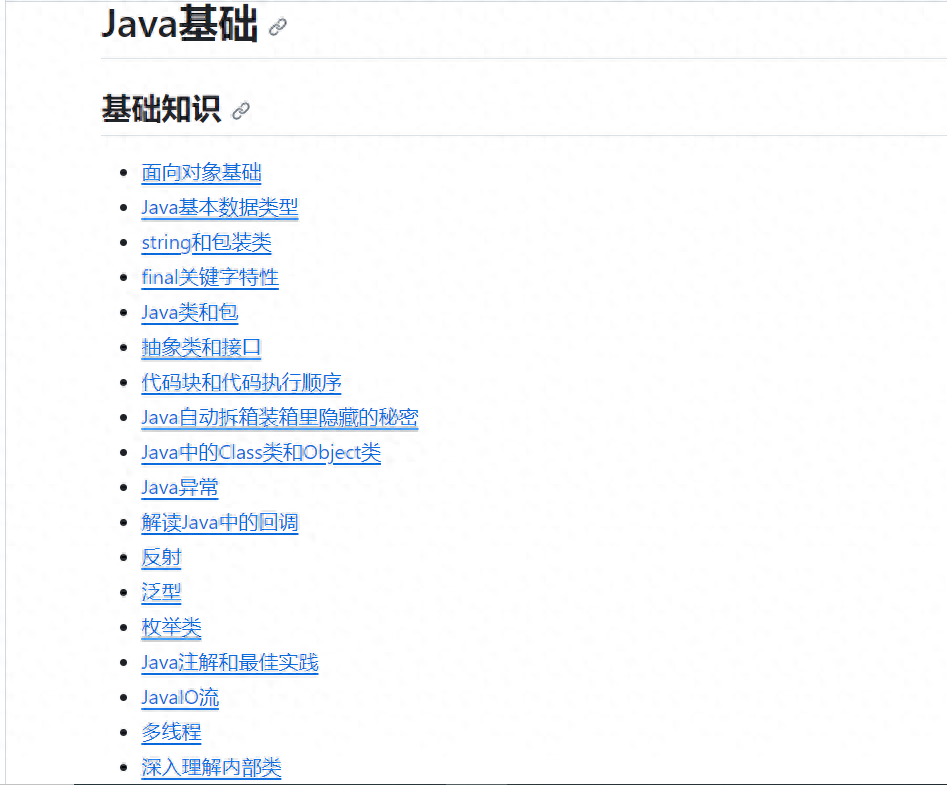 Java基础
基础知识
面向对象基础
Java基本数据类型
string和包装类
final关键字特性
Java类和包
抽象类和接口
代码块和代码执行顺序
Java自动拆箱装箱里隐藏的秘密
Java中的Class类和Object类
Java异常
解读Java中的回调
反射
泛型
枚举类
Java注解和最佳实践
JavaIO流
多线程
深入理解内部类